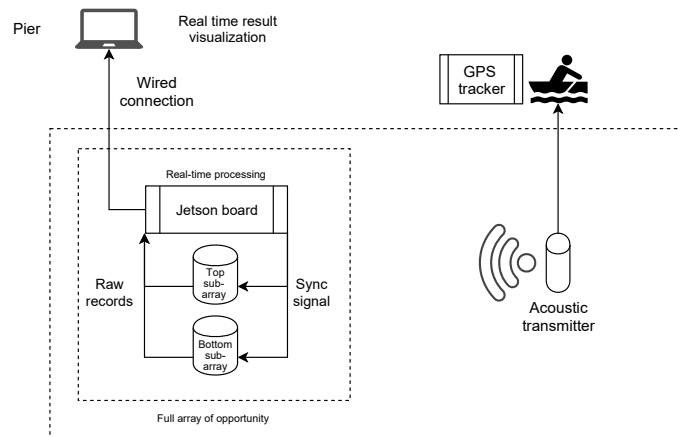 Pier
Real time result
visualization
Wired
connection
GPS
tracker
Real-time processing
Jetson board
Raw
records
Top
sub-
array
Sync
signal
Bottom
sub-
array
Acoustic
transmitter
Full array of opportunity